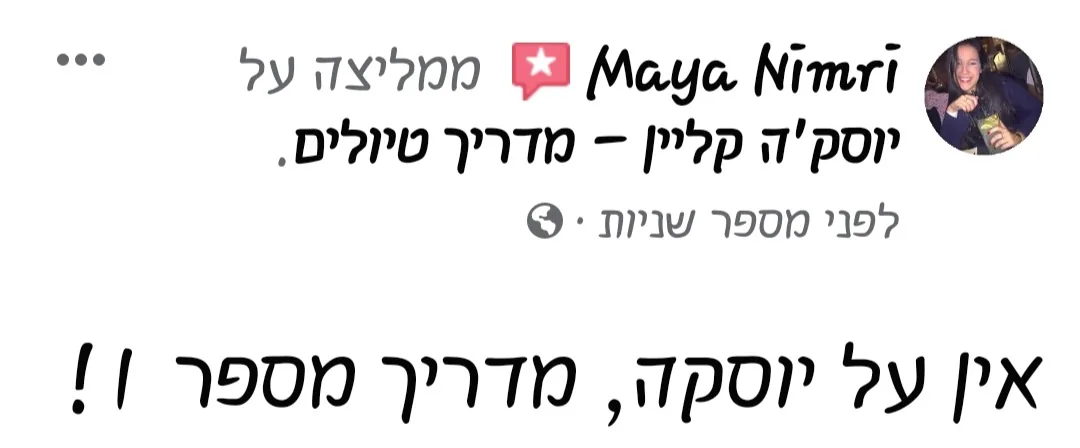 Maya Nimri ממליצה על
יוסק'ה קליין – מדריך טיולים.
לפני מספר שניות ·
אין על יוסקה, מדריך מספר 1!